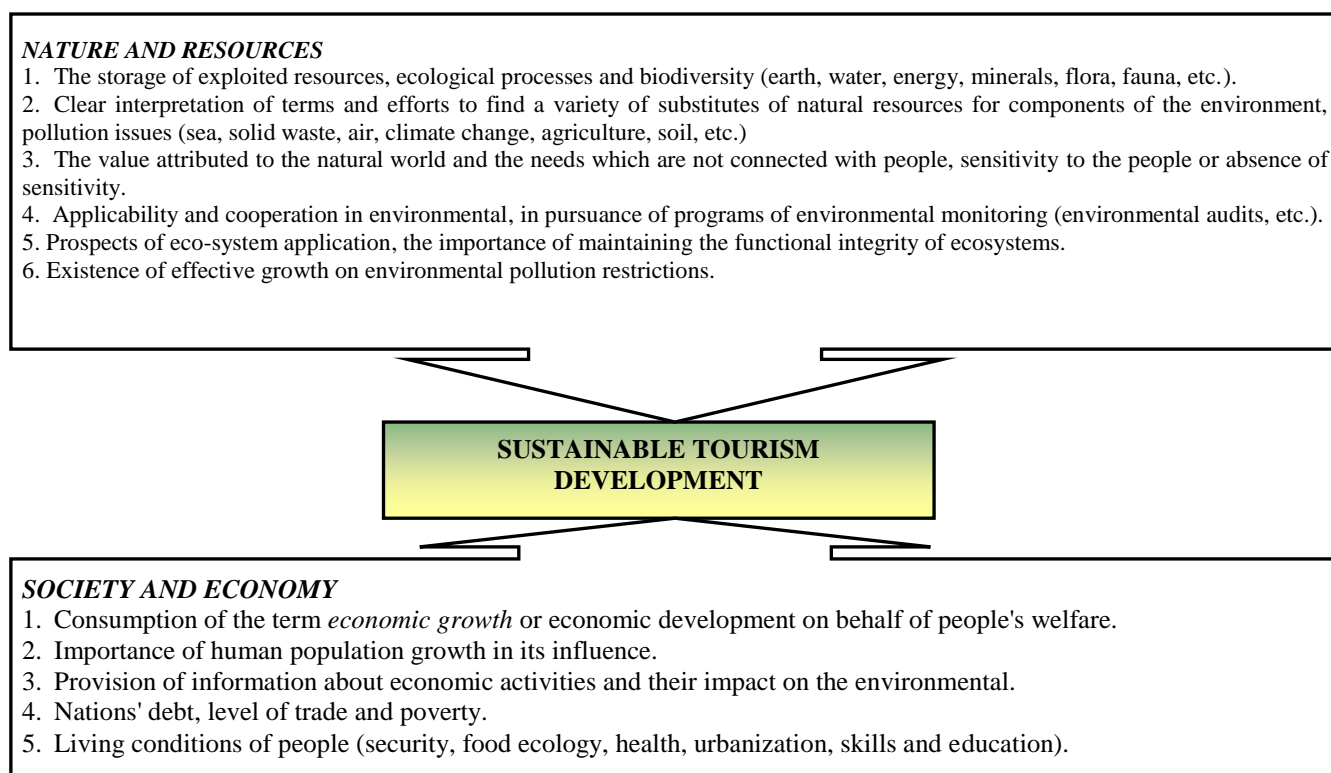 NATURE AND RESOURCES
1. The storage of exploited resources, ecological processes and biodiversity (earth, water, energy, minerals, flora, fauna, etc.).
2. Clear interpretation of terms and efforts to find a variety of substitutes of natural resources for components of the environment,
pollution issues (sea, solid waste, air, climate change, agriculture, soil, etc.)
3. The value attributed to the natural world and the needs which are not connected with people, sensitivity to the people or absence of
sensitivity.
4. Applicability and cooperation in environmental, in pursuance of programs of environmental monitoring (environmental audits, etc.).
5. Prospects of eco-system application, the importance of maintaining the functional integrity of ecosystems.
6. Existence of effective growth on environmental pollution restrictions.
SUSTAINABLE TOURISM
DEVELOPMENT
SOCIETY AND ECONOMY
1. Consumption of the term economic growth or economic development on behalf of people's welfare.
2. Importance of human population growth in its influence.
3. Provision of information about economic activities and their impact on the environmental.
4. Nations' debt, level of trade and poverty.
5. Living conditions of people (security, food ecology, health, urbanization, skills and education).